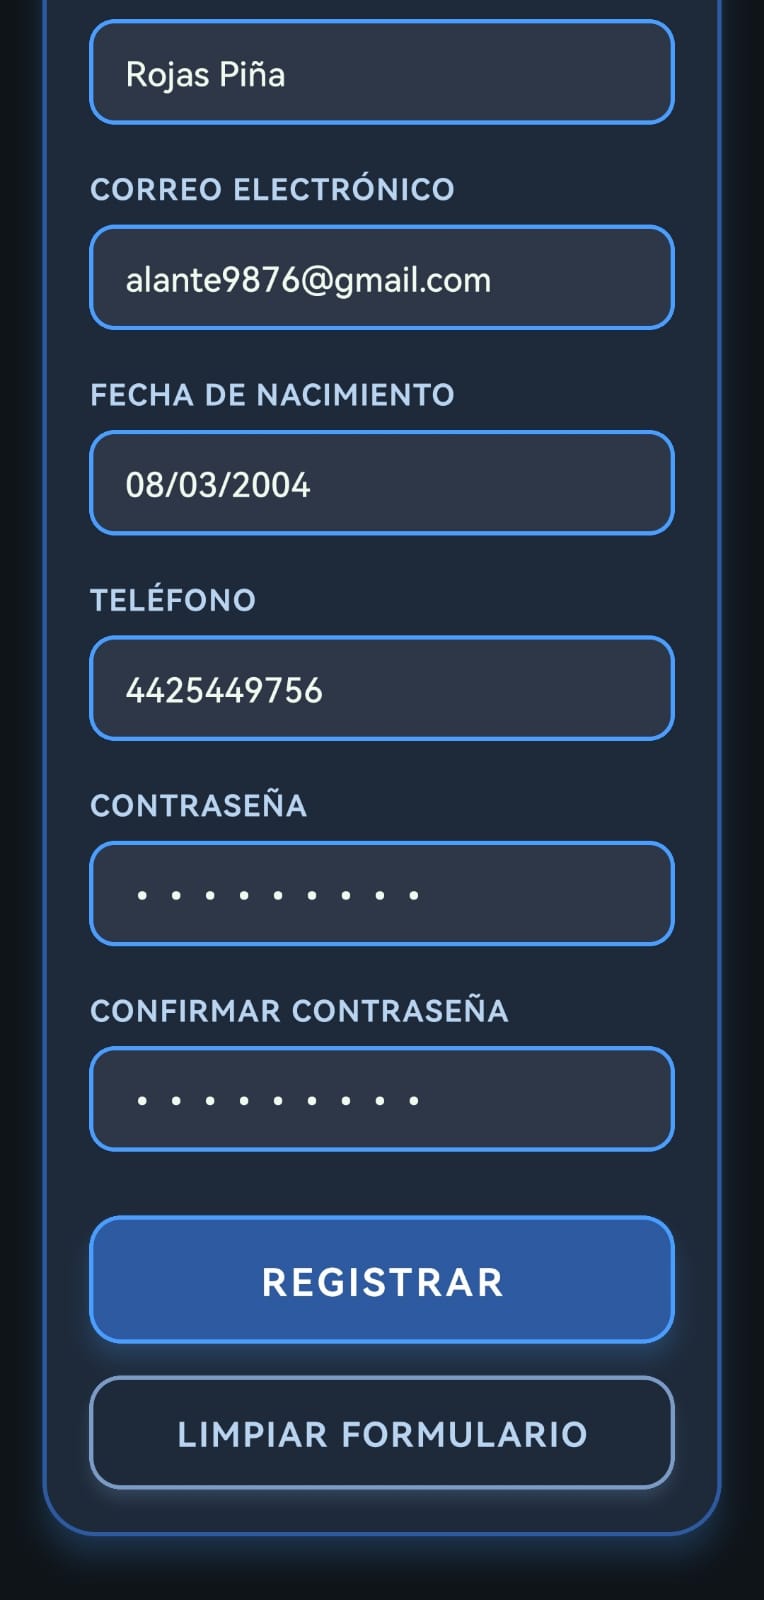 Rojas Piña
CORREO ELECTRÓNICO
alante9876@gmail.com
FECHA DE NACIMIENTO
08/03/2004
TELÉFONO
4425449756
CONTRASEÑA
• • • • • • • • •
CONFIRMAR CONTRASEÑA
• • • • • • • • •
REGISTRAR
LIMPIAR FORMULARIO